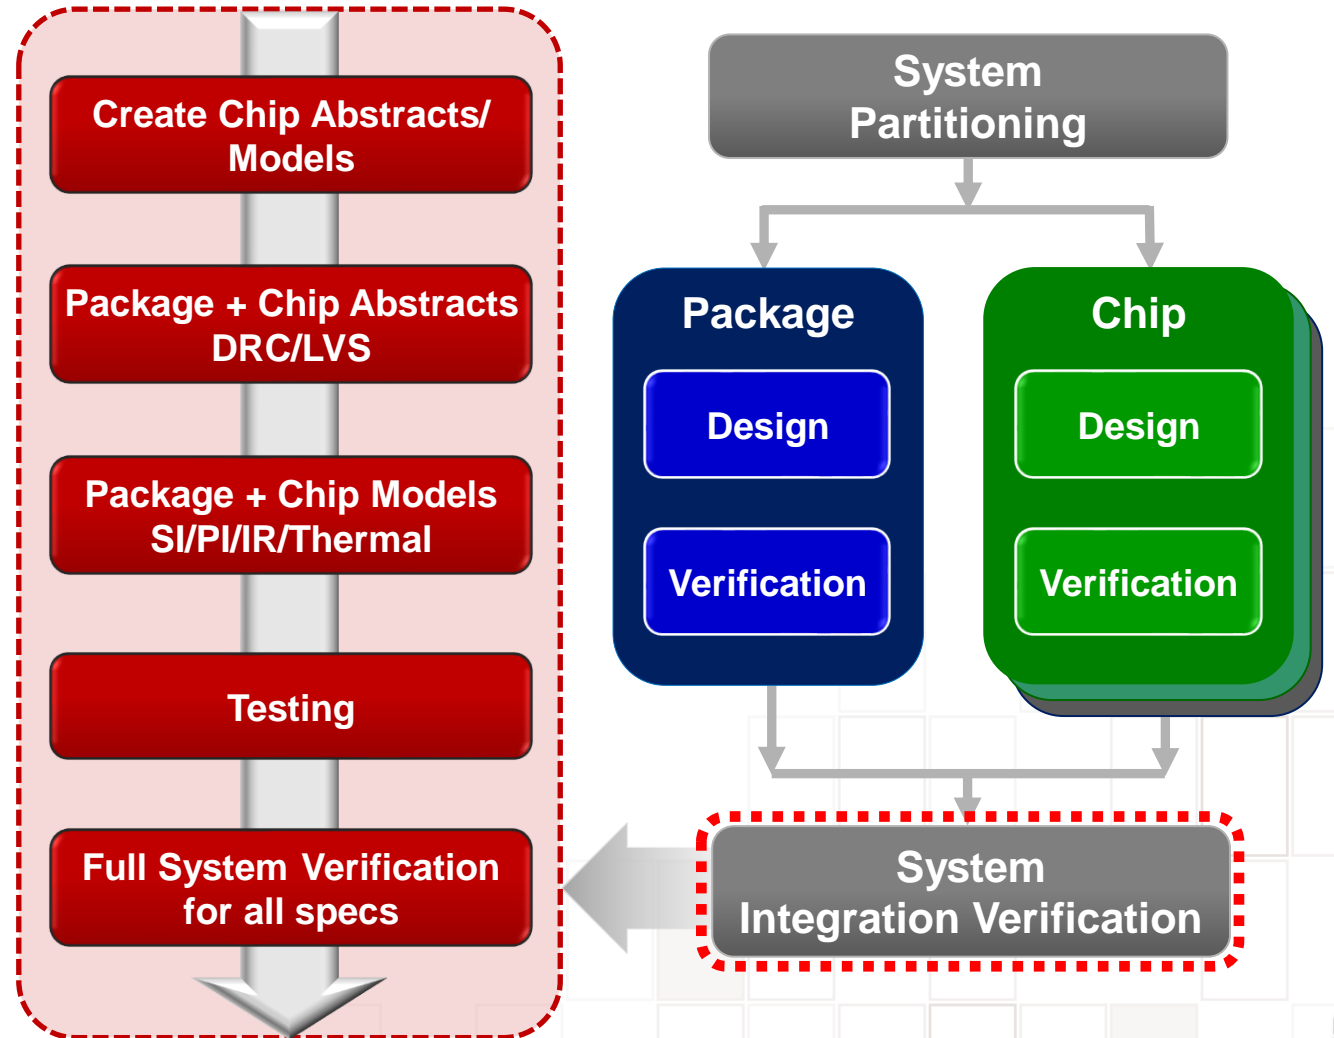 Create Chip Abstracts/
Models
Package + Chip Abstracts
DRC/LVS
Package + Chip Models
SI/PI/IR/Thermal
Testing
Full System Verification
for all specs
System
Partitioning
Package
Design
Verification
Chip
Design
Verification
System
Integration Verification